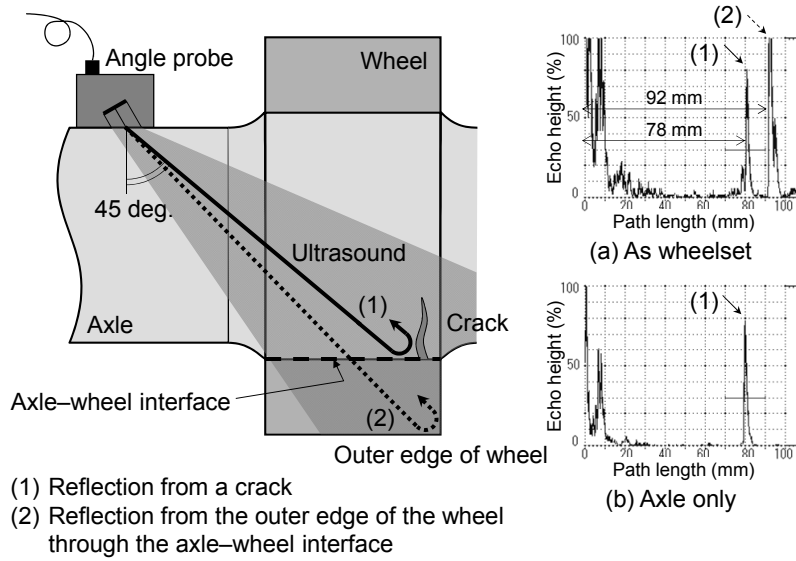 Angle probe
Wheel
45 deg.
Ultrasound
(1)
Crack
Axle
Axle–wheel interface
(2)
Outer edge of wheel
(1) Reflection from a crack
(2) Reflection from the outer edge of the wheel
through the axle–wheel interface
(2)
(1)
Echo height (%)
100
50
0
92 mm
78 mm
0 20 40 60 80 100
Path length (mm)
(a) As wheelset
(1)
Echo height (%)
100
50
0
0 20 40 60 80 100
Path length (mm)
(b) Axle only